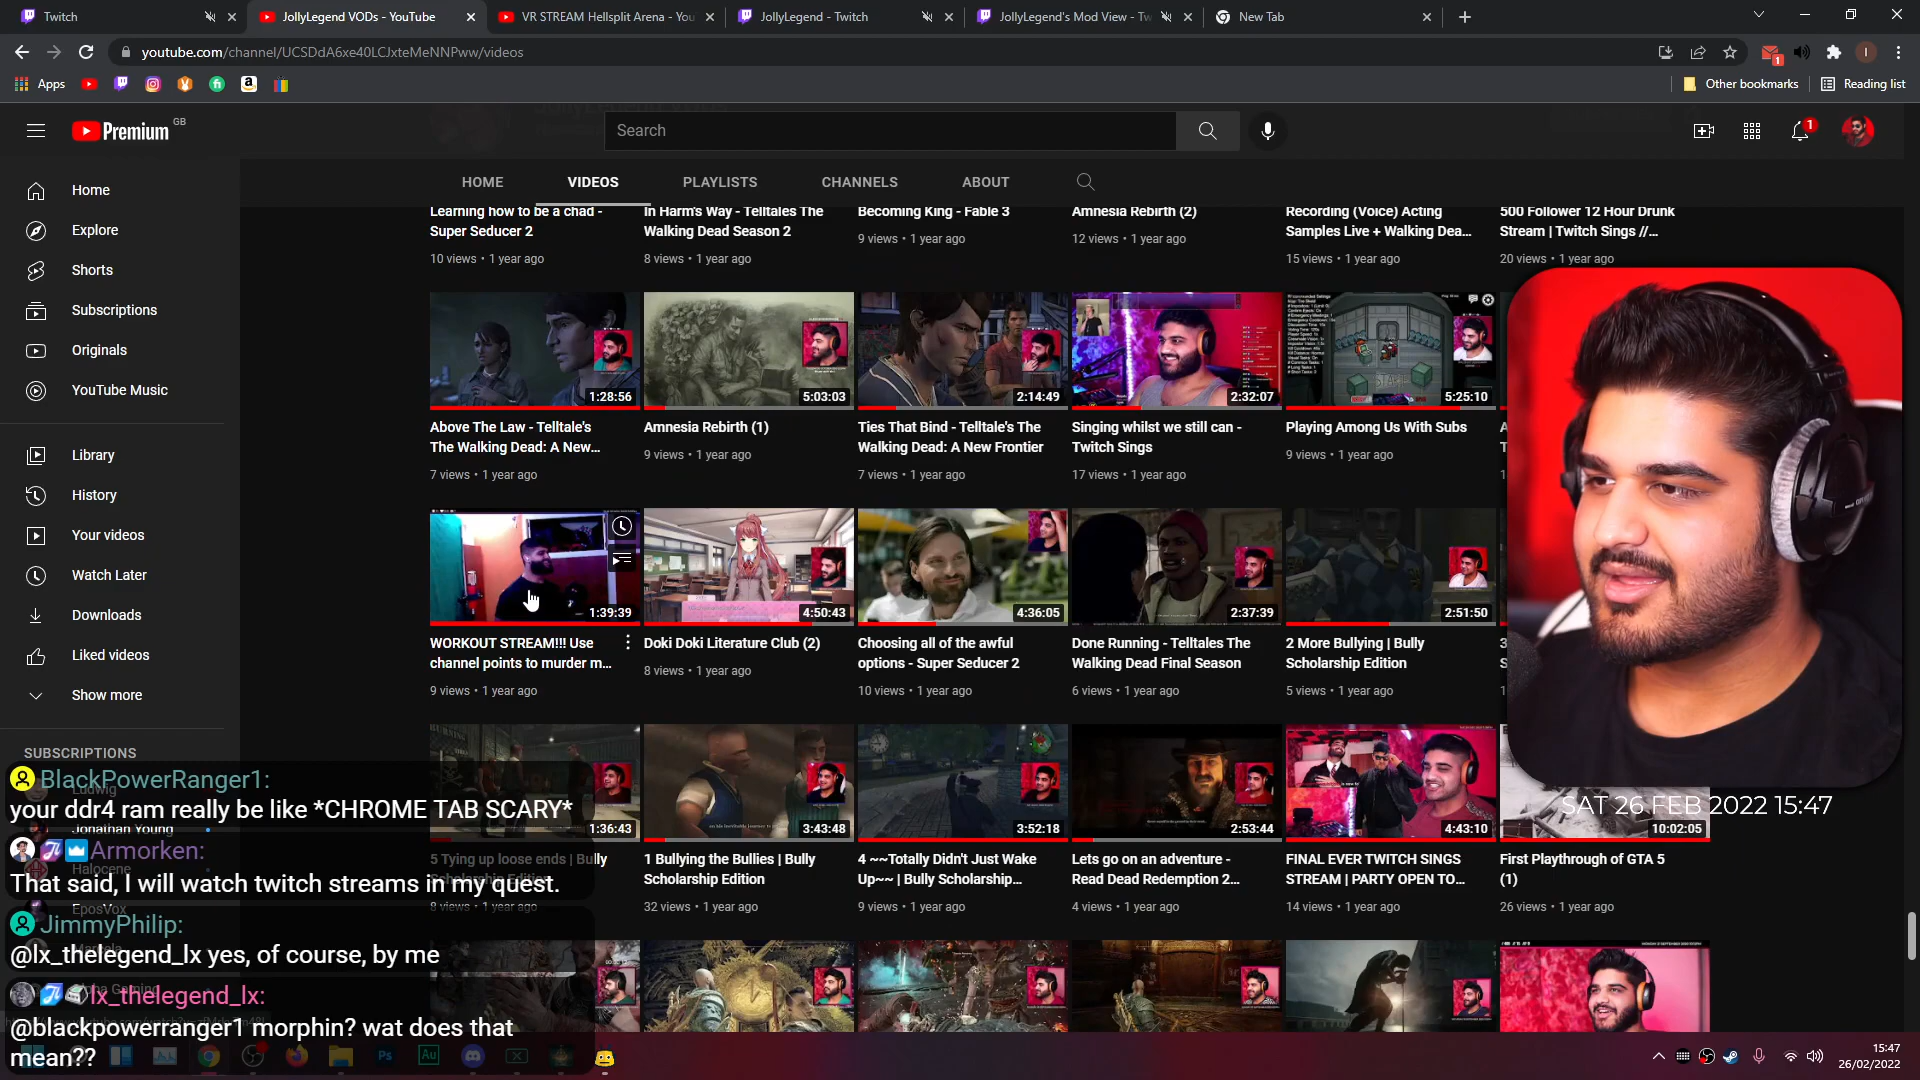 Twitch
JollyLegend VODs - YouTube
VR STREAM Hellsplit Arena - You
JollyLegend - Twitch
JollyLegend's Mod View - Tw
New Tab
youtube.com/channel/UCSDdA6xe40LCJxteMeNNPww/videos
1
I
Apps
Other bookmarks
Reading list
Premium GB
Search
1
HOME
VIDEOS
PLAYLISTS
CHANNELS
ABOUT
Home
Explore
Shorts
Subscriptions
Originals
YouTube Music
Library
History
Your videos
Watch Later
Downloads
Liked videos
Show more
SUBSCRIPTIONS
Ludwig
Jonathan Young
Halocene
EposVox
Learning how to be a chad -
Super Seducer 2
10 views • 1 year ago
In Harm's Way - Telltales The
Walking Dead Season 2
8 views • 1 year ago
Becoming King - Fable 3
9 views • 1 year ago
Amnesia Rebirth (2)
12 views • 1 year ago
Recording (Voice) Acting
Samples Live + Walking Dea...
15 views • 1 year ago
500 Follower 12 Hour Drunk
Stream | Twitch Sings //...
20 views • 1 year ago
1:28:56
Above The Law - Telltale's
The Walking Dead: A New...
7 views • 1 year ago
5:03:03
Amnesia Rebirth (1)
9 views • 1 year ago
2:14:49
Ties That Bind - Telltale's The
Walking Dead: A New Frontier
7 views • 1 year ago
2:32:07
Singing whilst we still can -
Twitch Sings
17 views • 1 year ago
5:25:10
Playing Among Us With Subs
9 views • 1 year ago
1:39:39
WORKOUT STREAM!!! Use
channel points to murder m...
9 views • 1 year ago
4:50:43
Doki Doki Literature Club (2)
8 views • 1 year ago
4:36:05
Choosing all of the awful
options - Super Seducer 2
10 views • 1 year ago
2:37:39
Done Running - Telltales The
Walking Dead Final Season
6 views • 1 year ago
2:51:50
2 More Bullying | Bully
Scholarship Edition
5 views • 1 year ago
1:36:43
5 Tying up loose ends | Bully
Scholarship Edition
8 views • 1 year ago
3:43:48
1 Bullying the Bullies | Bully
Scholarship Edition
32 views • 1 year ago
3:52:18
4 ~~Totally Didn't Just Wake
Up~~ | Bully Scholarship...
9 views • 1 year ago
2:53:44
Lets go on an adventure -
Read Dead Redemption 2...
4 views • 1 year ago
4:43:10
FINAL EVER TWITCH SINGS
STREAM | PARTY OPEN TO...
14 views • 1 year ago
10:02:05
First Playthrough of GTA 5
(1)
26 views • 1 year ago
SAT 26 FEB 2022 15:47
BlackPowerRanger1:
your ddr4 ram really be like *CHROME TAB SCARY*
Armorken:
That said, I will watch twitch streams in my quest.
JimmyPhilip:
@lx_thelegend_lx yes, of course, by me
lx_thelegend_lx:
@blackpowerranger1 morphin? wat does that
mean??
Ps
Au
15:47
26/02/2022